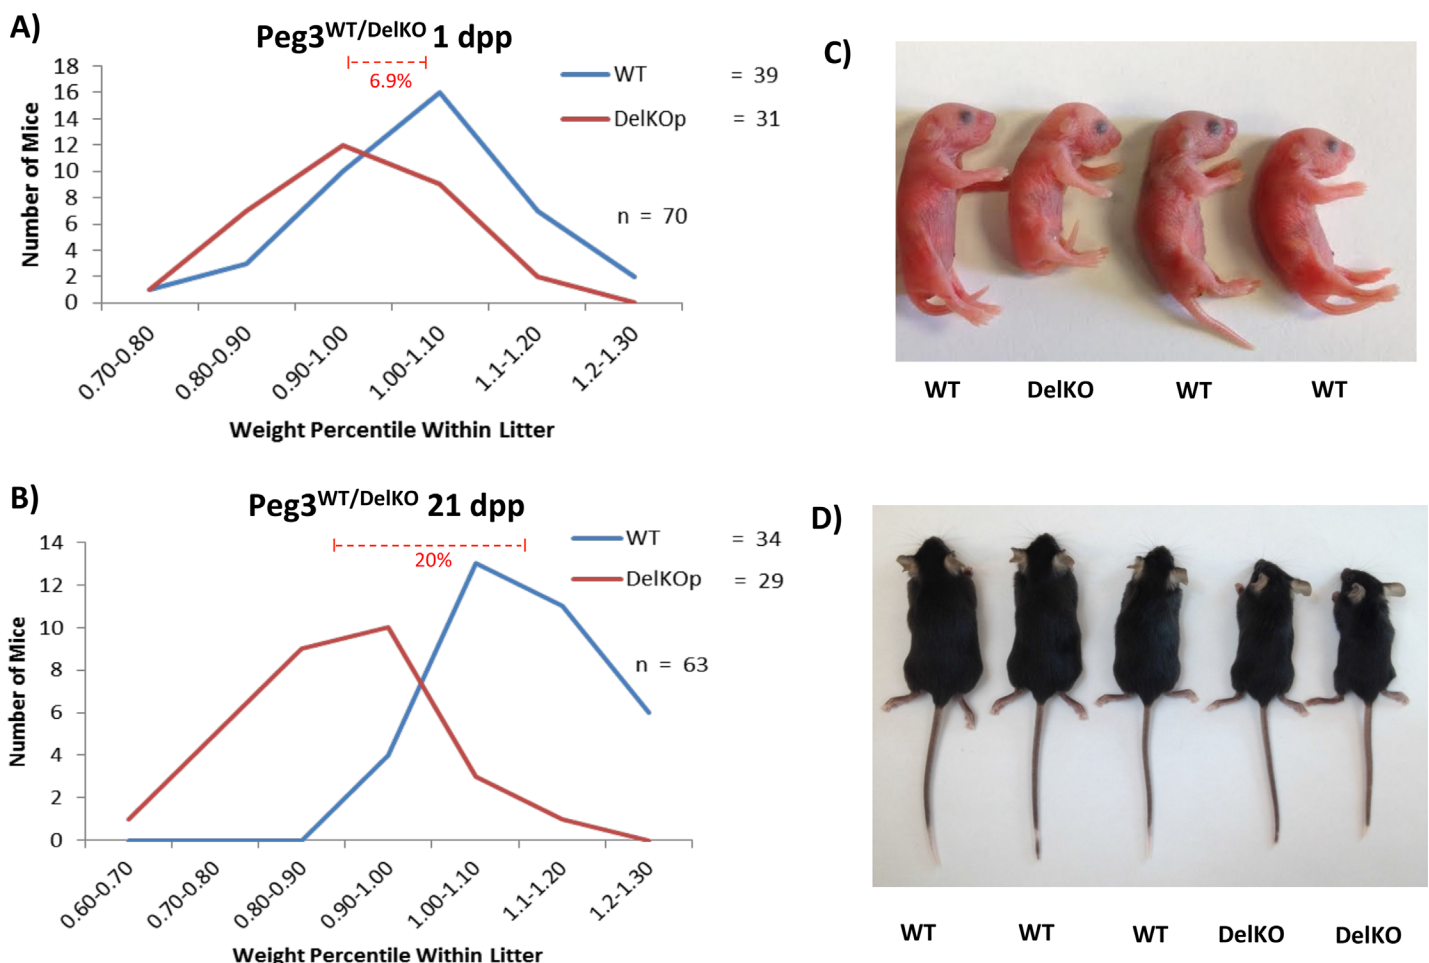 A)
Peg3WT/DelKO 1 dpp
6.9%
18
16
14
12
10
8
6
4
2
0
Number of Mice
WT = 39
DelKOp = 31
n = 70
0.70-0.80
0.80-0.90
0.90-1.00
1.00-1.10
1.1-1.20
1.2-1.30
Weight Percentile Within Litter
B)
Peg3WT/DelKO 21 dpp
20%
14
12
10
8
6
4
2
0
Number of Mice
WT = 34
DelKOp = 29
n = 63
0.60-0.70
0.70-0.80
0.80-0.90
0.90-1.00
1.00-1.10
1.1-1.20
1.2-1.30
Weight Percentile Within Litter
C)
WT DelKO WT WT
D)
WT WT WT DelKO DelKO